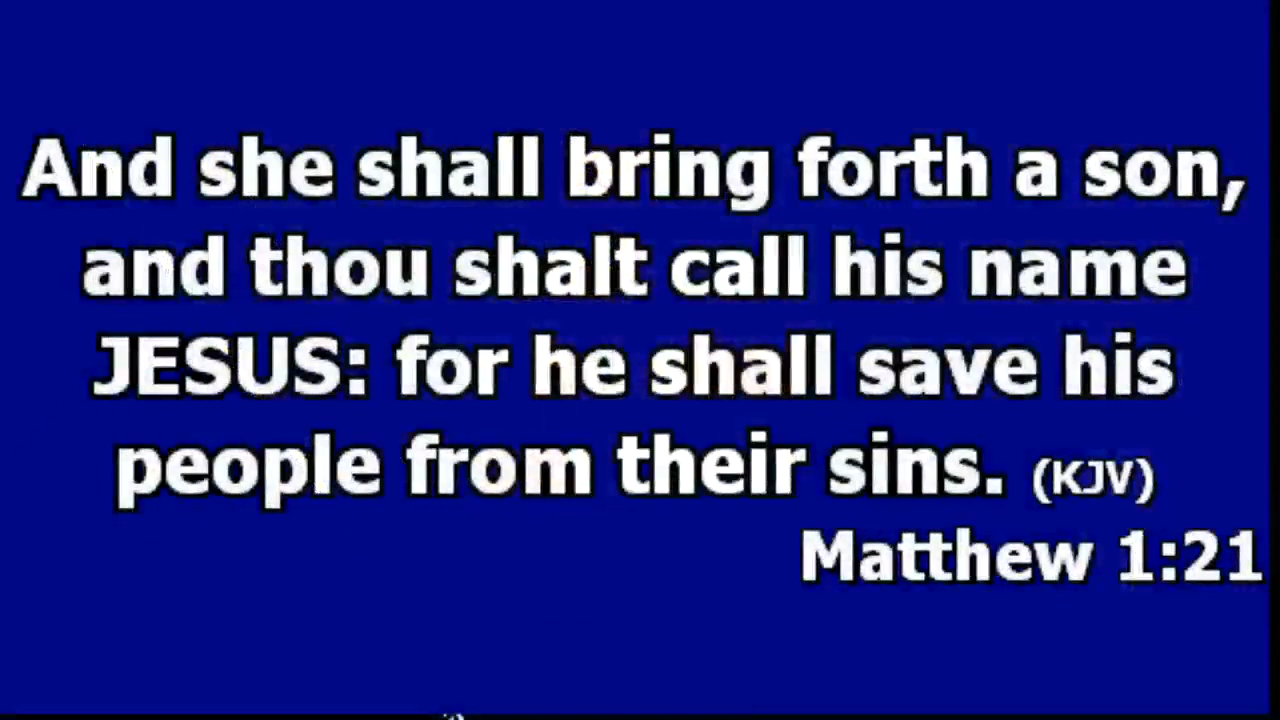 And she shall bring forth a son,
and thou shalt call his name
JESUS: for he shall save his
people from their sins. (KJV)
Matthew 1:21